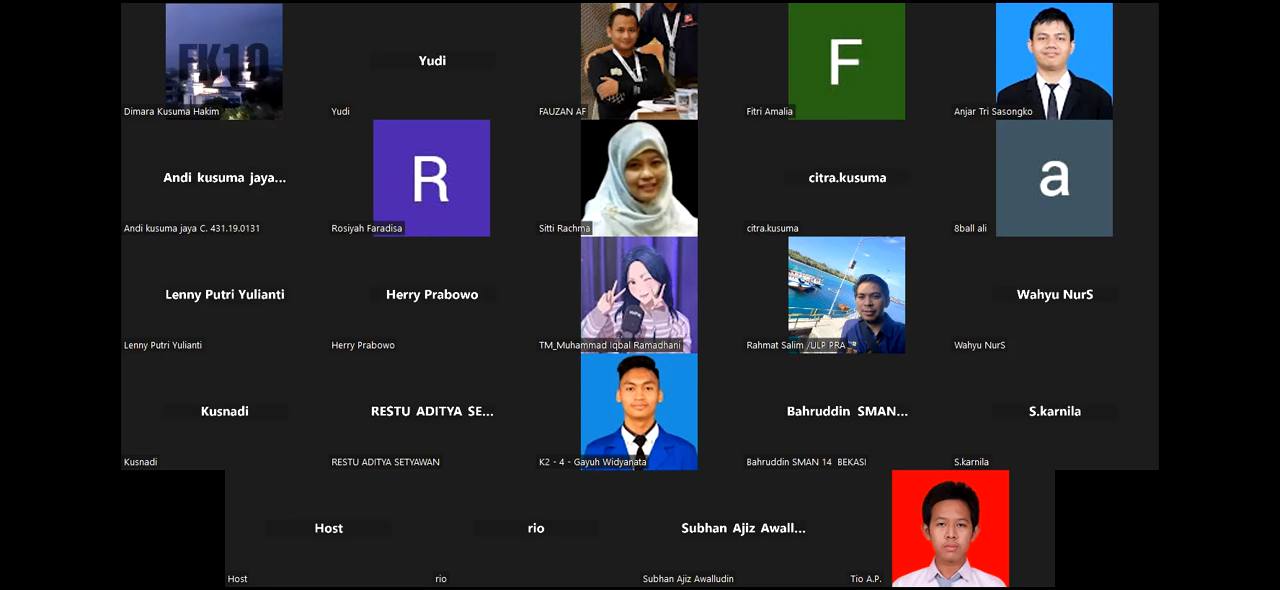 FK10
Dimara Kusuma Hakim
Yudi
Yudi
FAUZAN AF
F
Fitri Amalia
Anjar Tri Sasongko
Andi kusuma jaya...
Andi kusuma jaya C. 431.19.0131
R
Rosiyah Faradisa
Sitti Rachma
citra.kusuma
citra.kusuma
a
8ball ali
Lenny Putri Yulianti
Lenny Putri Yulianti
Herry Prabowo
Herry Prabowo
TM_Muhammad Iqbal Ramadhani
Rahmat Salim /ULP PRA
Wahyu NurS
Wahyu NurS
Kusnadi
Kusnadi
RESTU ADITYA SE...
RESTU ADITYA SETYAWAN
K2 - 4 - Gayuh Widyanata
Bahruddin SMAN...
Bahruddin SMAN 14 BEKASI
S.karnila
S.karnila
Host
Host
rio
rio
Subhan Ajiz Awall...
Subhan Ajiz Awalludin
Tio A.P.